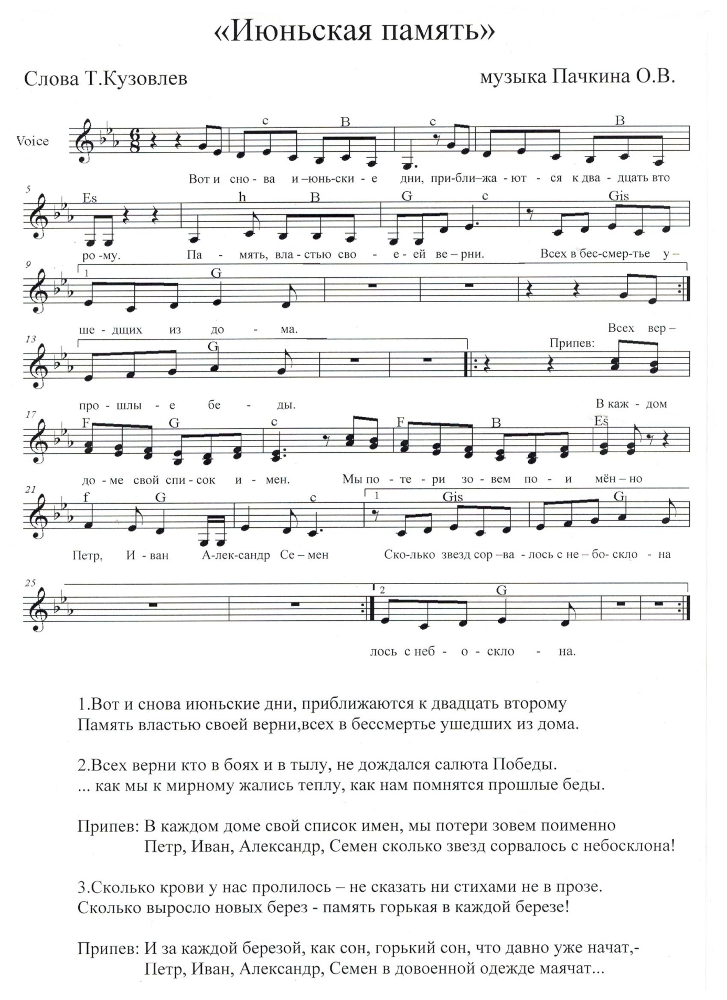 «Июньская память»
Слова Т.Кузовлев музыка Пачкина О.В.
c B c B
Voice
Вот и сно - ва и –юнь-ски - е дни, при-бли–жа - ют - ся к два - дцать вто
5
Es h B G c Gis
ро -му. Па - мять, вла - стью сво - е - ей ве – рни. Всех в бес-смер-тье у –
9
1 G
ше - дщих из до - ма. Всех вер –
13
G Припев:
про - шлы - е бе - ды. В каж - дом
17
F G c F B Es
до - ме свой спи - сок и - мен. Мы по - те - ри зо - вем по - и мён – но
21
f G c 1 Gis G
Петр, И - ван А-лек-сандр Се – мен Ско-лько звезд сор –ва - лось с не – бо- скло - на
25
2 G
лось с неб - о - скло - на.
1.Вот и снова июньские дни, приближаются к двадцать второму
Память властью своей верни,всех в бессмертье ушедших из дома.
2.Всех верни кто в боях и в тылу, не дождался салюта Победы.
... как мы к мирному жались теплу, как нам помнятся прошлые беды.
Припев: В каждом доме свой список имен, мы потери зовем поименно
Петр, Иван, Александр, Семен сколько звезд сорвалось с небосклона!
3.Сколько крови у нас пролилось – не сказать ни стихами не в прозе.
Сколько выросло новых берез - память горькая в каждой березе!
Припев: И за каждой березой, как сон, горький сон, что давно уже начат,-
Петр, Иван, Александр, Семен в довоенной одежде маячат...